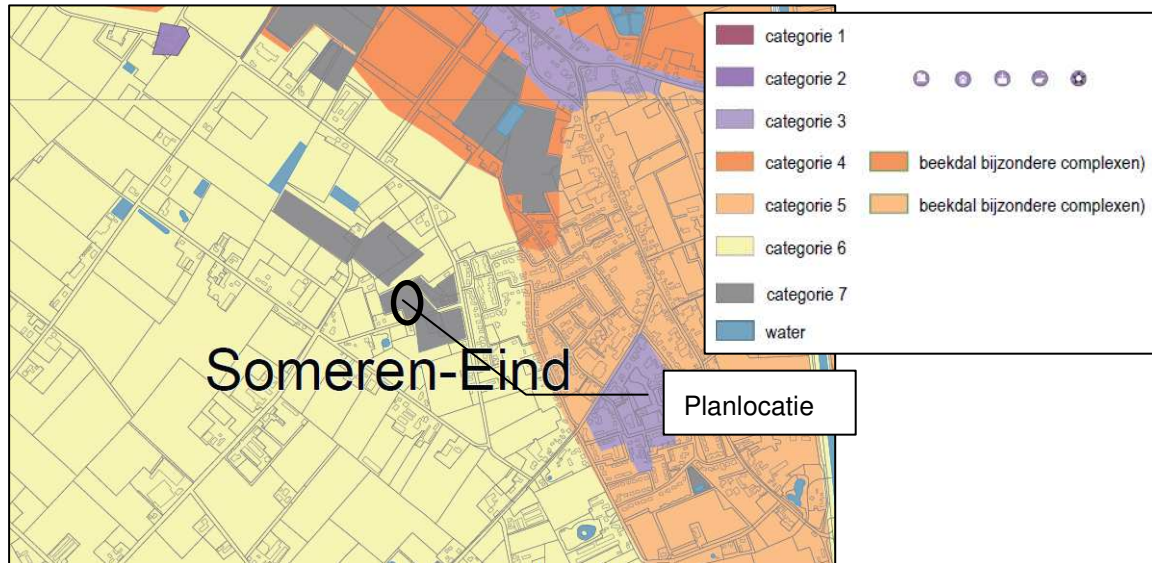 categorie 1
categorie 2
categorie 3
categorie 4
beekdal bijzondere complexen)
categorie 5
beekdal bijzondere complexen)
categorie 6
categorie 7
water
Someren-Eind
Planlocatie